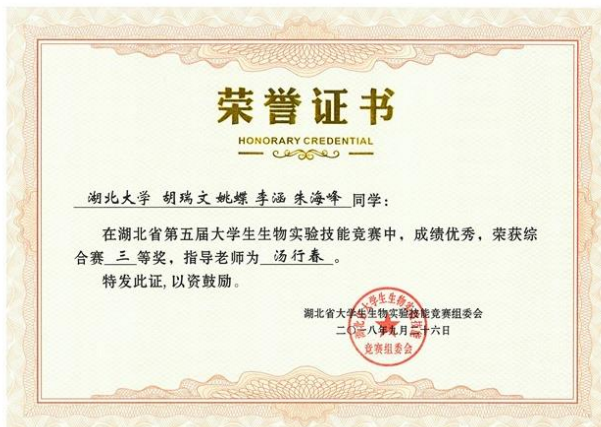 荣誉证书
HONORARY CREDENTIAL
湖北大学 胡瑞文 姚蝶 李涵 朱海峰 同学：
在湖北省第五届大学生生物实验技能竞赛中，成绩优秀，荣获综
合赛 三 等奖，指导老师为 汤行春 。
特发此证，以资鼓励。
湖北省大学生生物实验技能竞赛组委会
二〇一八年九月二十六日
竞赛组委会